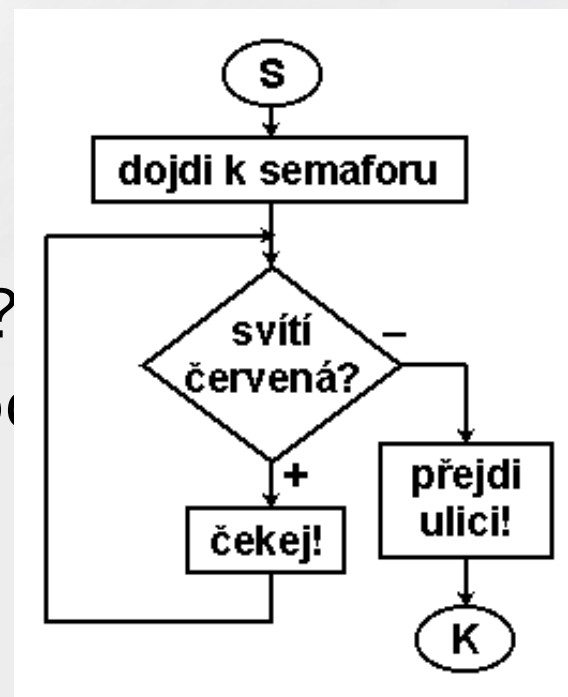 S
dojdi k semaforu
?
svítí
červená?
–
+
čekej!
přejdi
ulici!
K